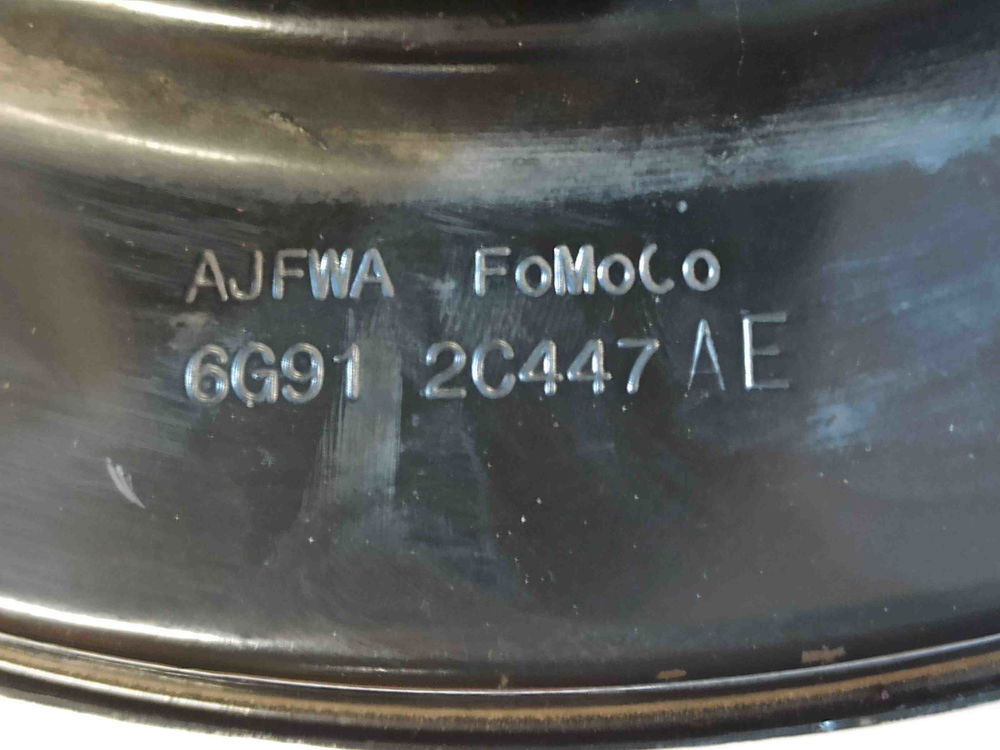 AJFWA FoMoCo
6G91 2C447 AE